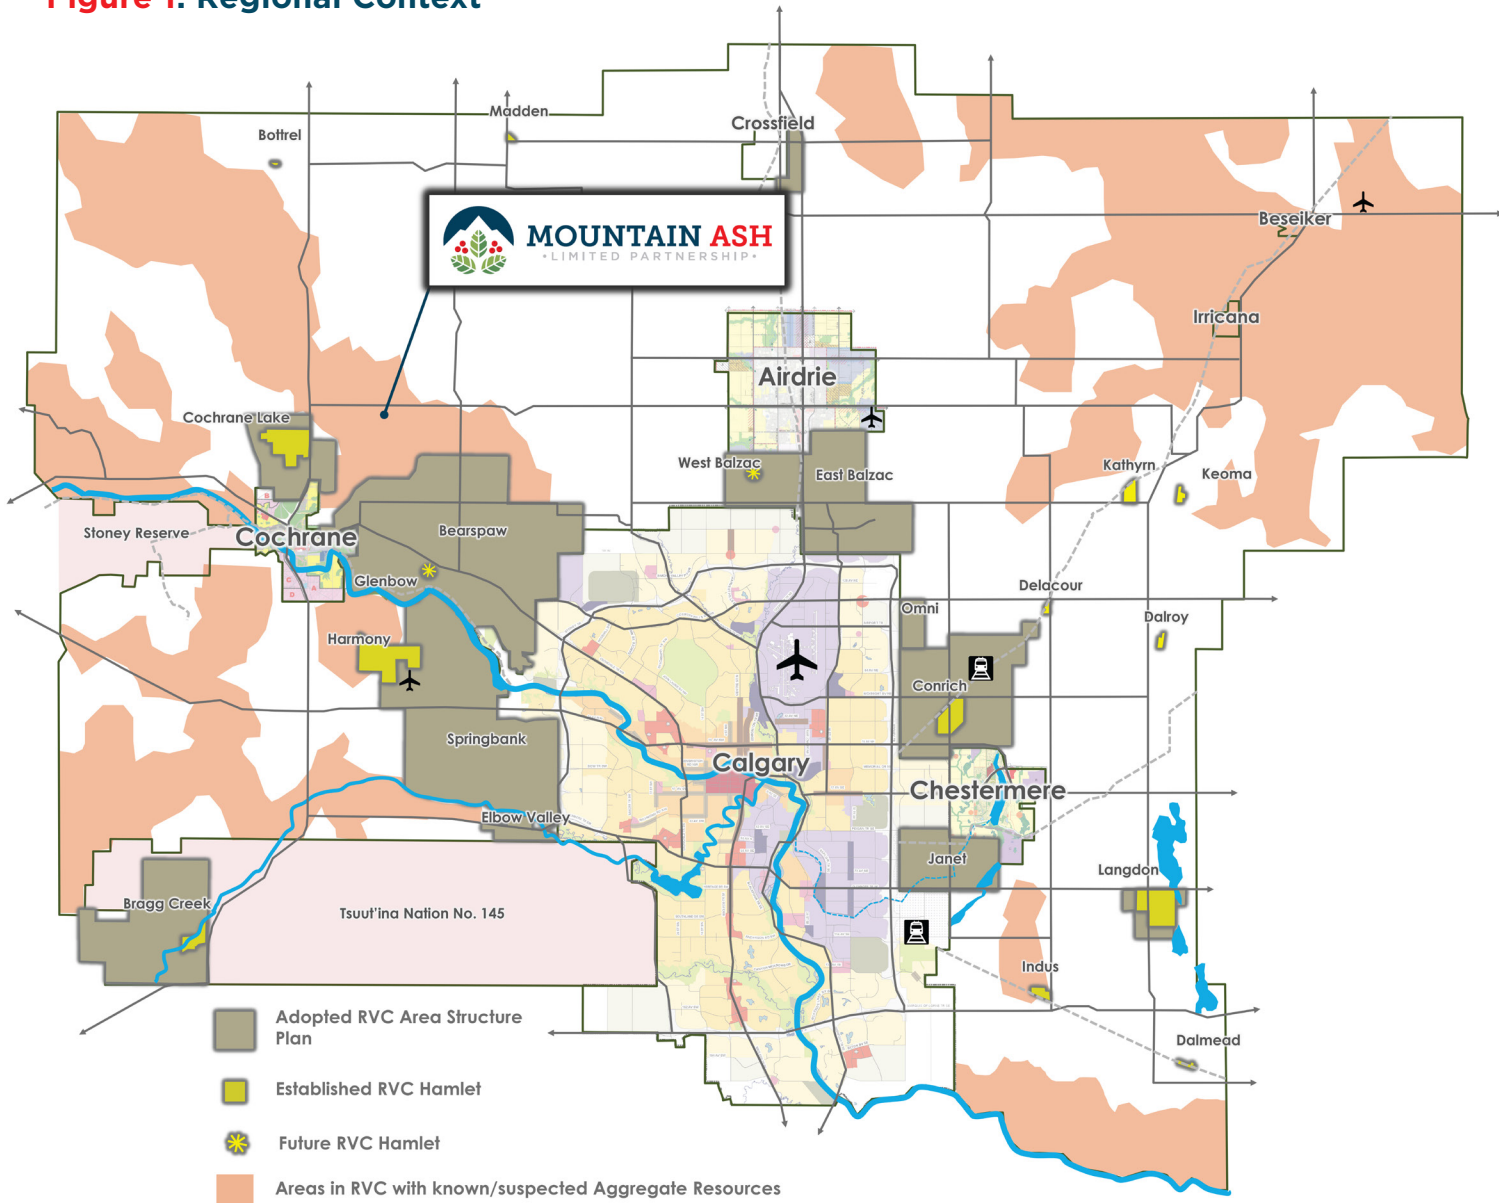 Figure 1: Regional Context
Madden
Bottrel
Crossfield
Beseiker
MOUNTAIN ASH
•LIMITED PARTNERSHIP•
Irricana
Airdrie
Cochrane Lake
West Balzac
East Balzac
Kathyrn
Keoma
Stoney Reserve
Cochrane
Bearspaw
Glenbow
Delacour
Omni
Dalroy
Harmony
Conrich
Springbank
Calgary
Chestermere
Elbow Valley
Janet
Langdon
Bragg Creek
Tsuut'ina Nation No. 145
Indus
Dalmead
Adopted RVC Area Structure
Plan
Established RVC Hamlet
Future RVC Hamlet
Areas in RVC with known/suspected Aggregate Resources